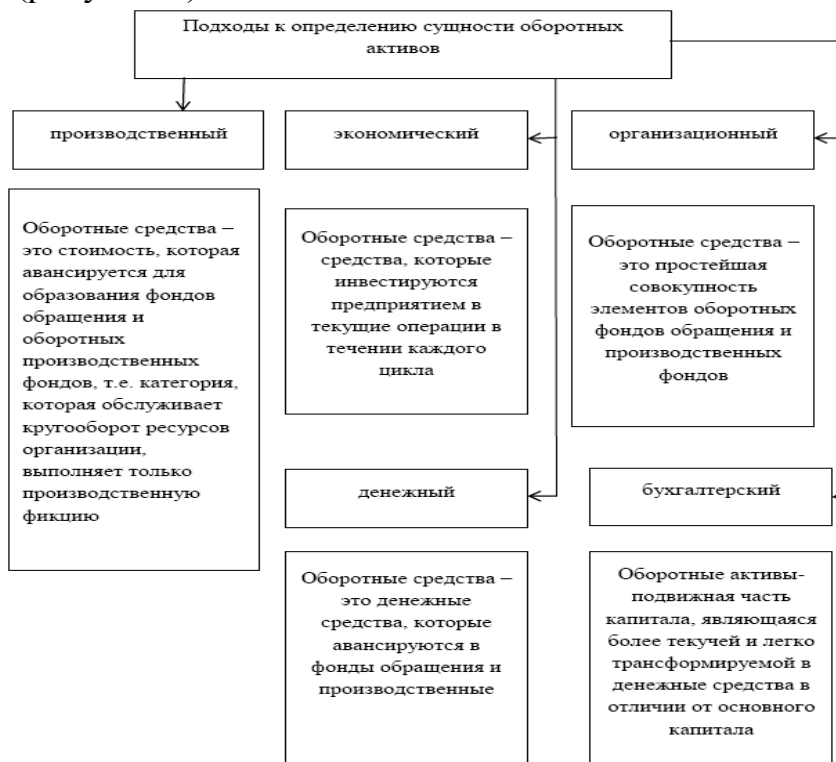 Подходы к определению сущности оборотных
активов
производственный
экономический
организационный
Оборотные средства –
это стоимость, которая
авансируется для
образования фондов
обращения и
оборотных
производственных
фондов, т.е. категория,
которая обслуживает
кругооборот ресурсов
организации,
выполняет только
производственную
фикцию
Оборотные средства –
средства, которые
инвестируются
предприятием в
текущие операции в
течении каждого
цикла
Оборотные средства –
это простейшая
совокупность
элементов оборотных
фондов обращения и
производственных
фондов
денежный
бухгалтерский
Оборотные средства –
это денежные
средства, которые
авансируются в
фонды обращения и
производственные
Оборотные активы-
подвижная часть
капитала, являющаяся
более текучей и легко
трансформируемой в
денежные средства в
отличии от основного
капитала